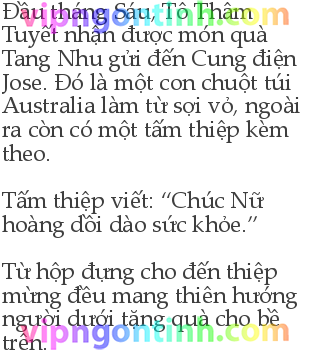 Đầu tháng Sáu, Tô Thâm
Tuyết nhận được món quà
Tang Nhu gửi đến Cung điện
Jose. Đó là một con chuột túi
Australia làm từ sợi vỏ, ngoài
ra còn có một tấm thiệp kèm
theo.
Tấm thiệp viết: “Chúc Nữ
hoàng dồi dào sức khỏe.”
Từ hộp đựng cho đến thiệp
mừng đều mang thiên hướng
người dưới tặng quà cho bề
trên.
vipngontinh.com
vipngontinh.com